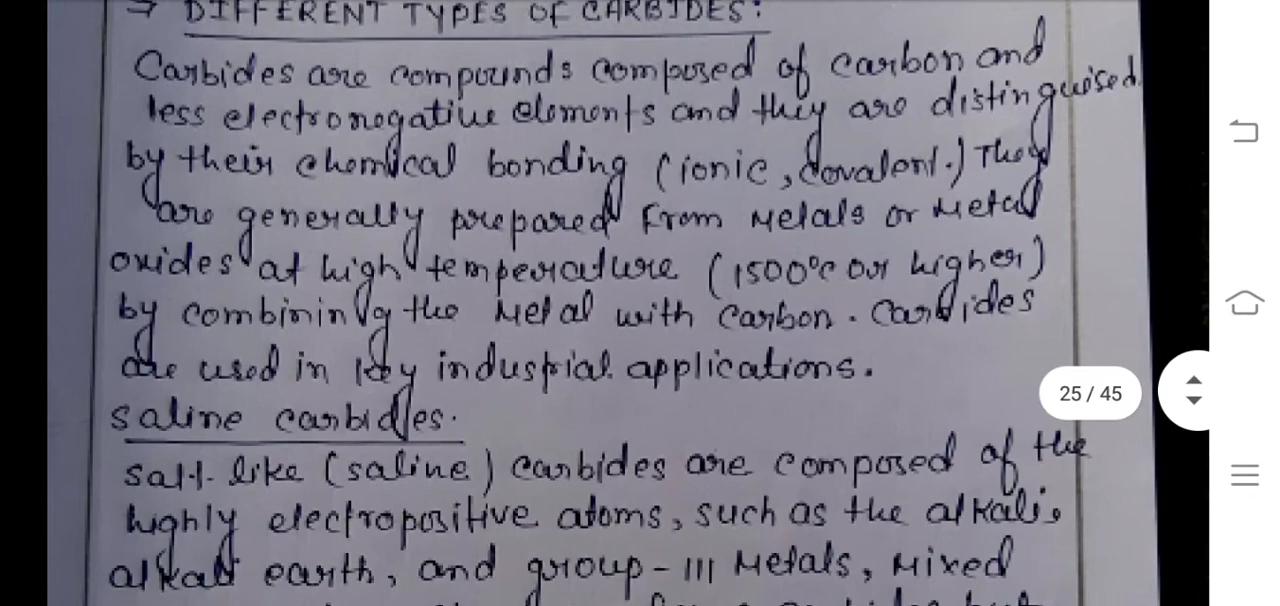 → DIFFERENT TYPES OF CARBIDES:
Carbides are compounds composed of carbon and
less electronegative elements and they are distinguised
by their chemical bonding (ionic, covalent.) They
are generally prepared from metals or metal
oxides at high temperature (1500°C or higher)
by combining the metal with carbon. Carbides
are used in key industrial applications.
saline carbides.
salt-like (saline) carbides are composed of the
highly electropositive atoms, such as the alkali,
alkali earth, and group-III metals, mixed
25/45